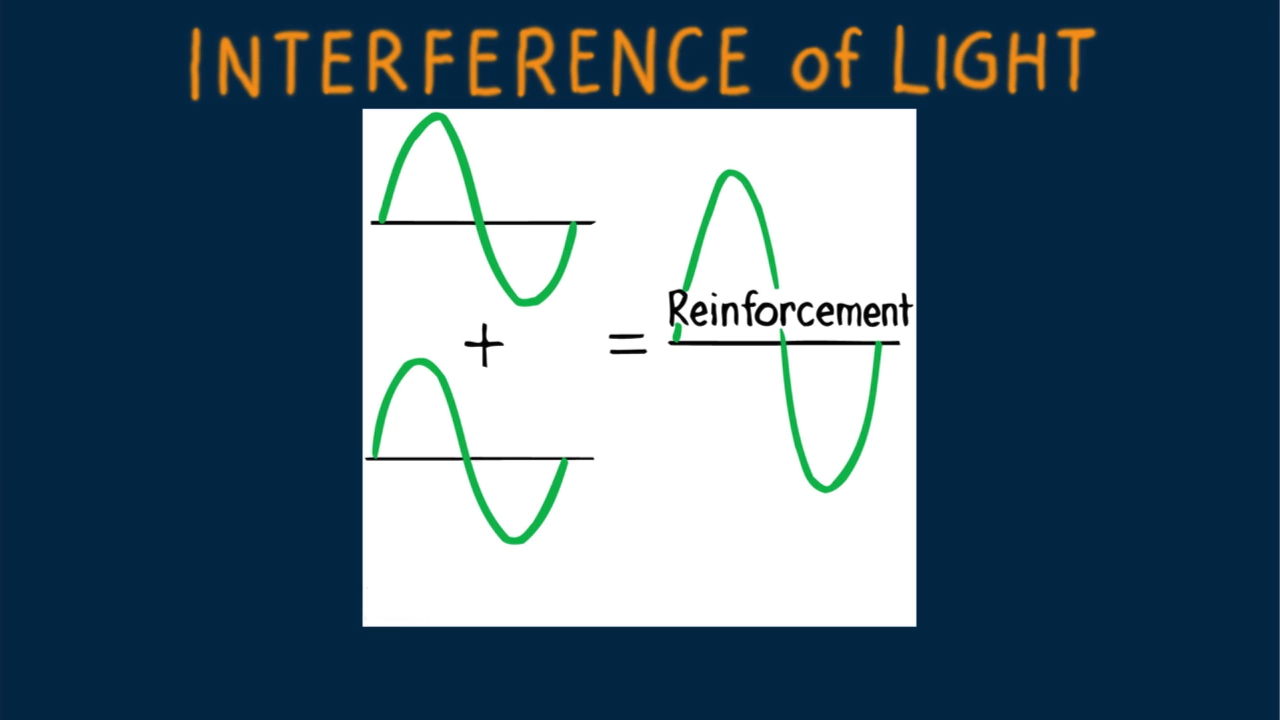 INTERFERENCE of LIGHT
+
=
Reinforcement